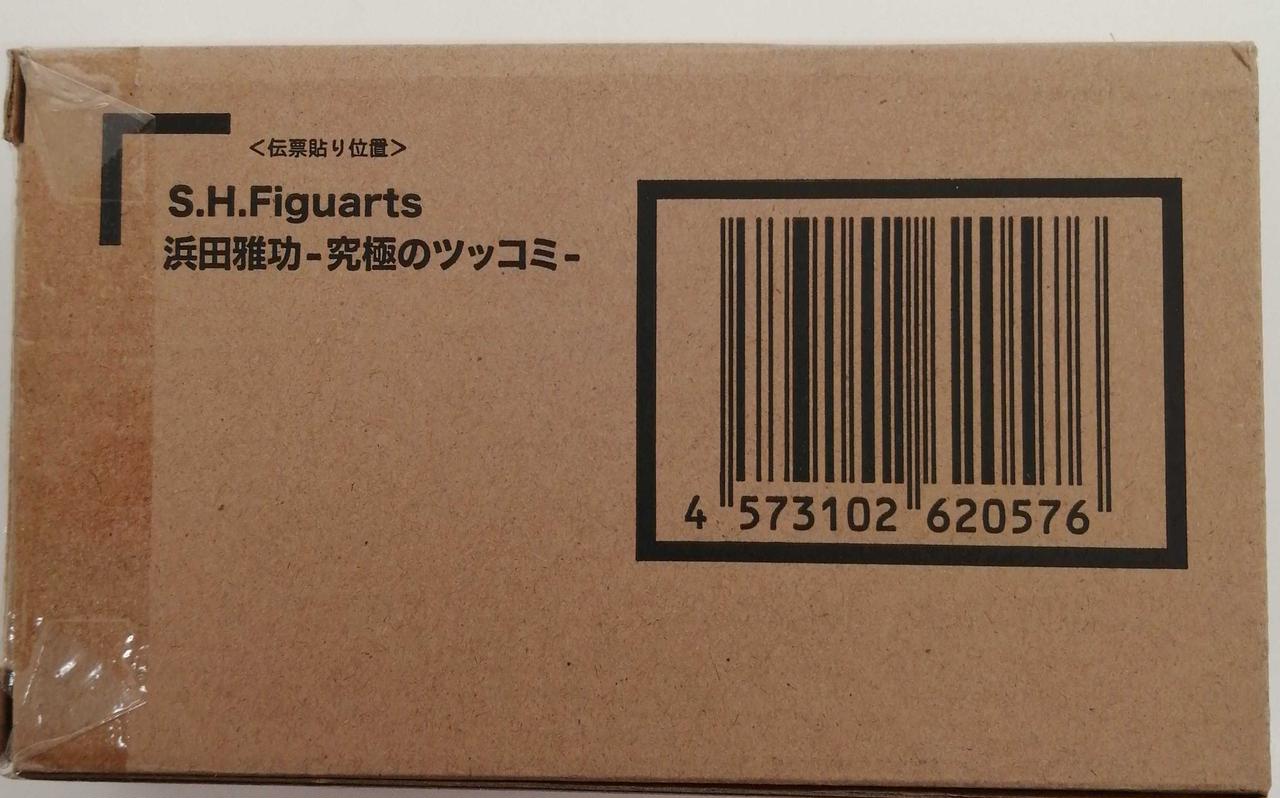 <伝票貼り位置>
S.H.Figuarts
浜田雅功-究極のツッコミ-
4 573102 620576